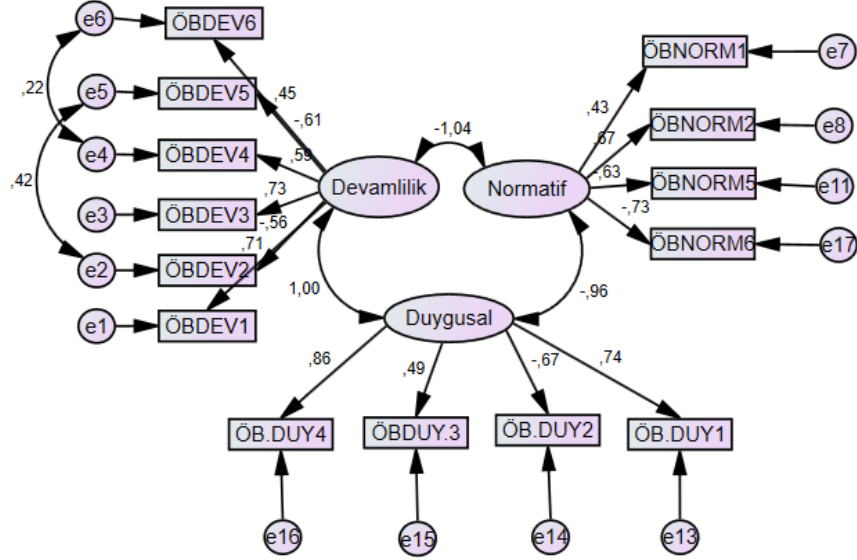 e6
ÖBDEV6
ÖBNORM1
e7
,22
e5
ÖBDEV5
,45
-,61
-1,04
,43
ÖBNORM2
e8
,67
e4
ÖBDEV4
,59
Devamlilik
Normatif
-,63
ÖBNORM5
e11
,42
e3
ÖBDEV3
,73
-,56
-,73
ÖBNORM6
e17
e2
ÖBDEV2
,71
e1
ÖBDEV1
1,00
Duygusal
-,96
,86
,49
-,67
,74
ÖB.DUY4
ÖBDUY.3
ÖB.DUY2
ÖB.DUY1
e16
e15
e14
e13